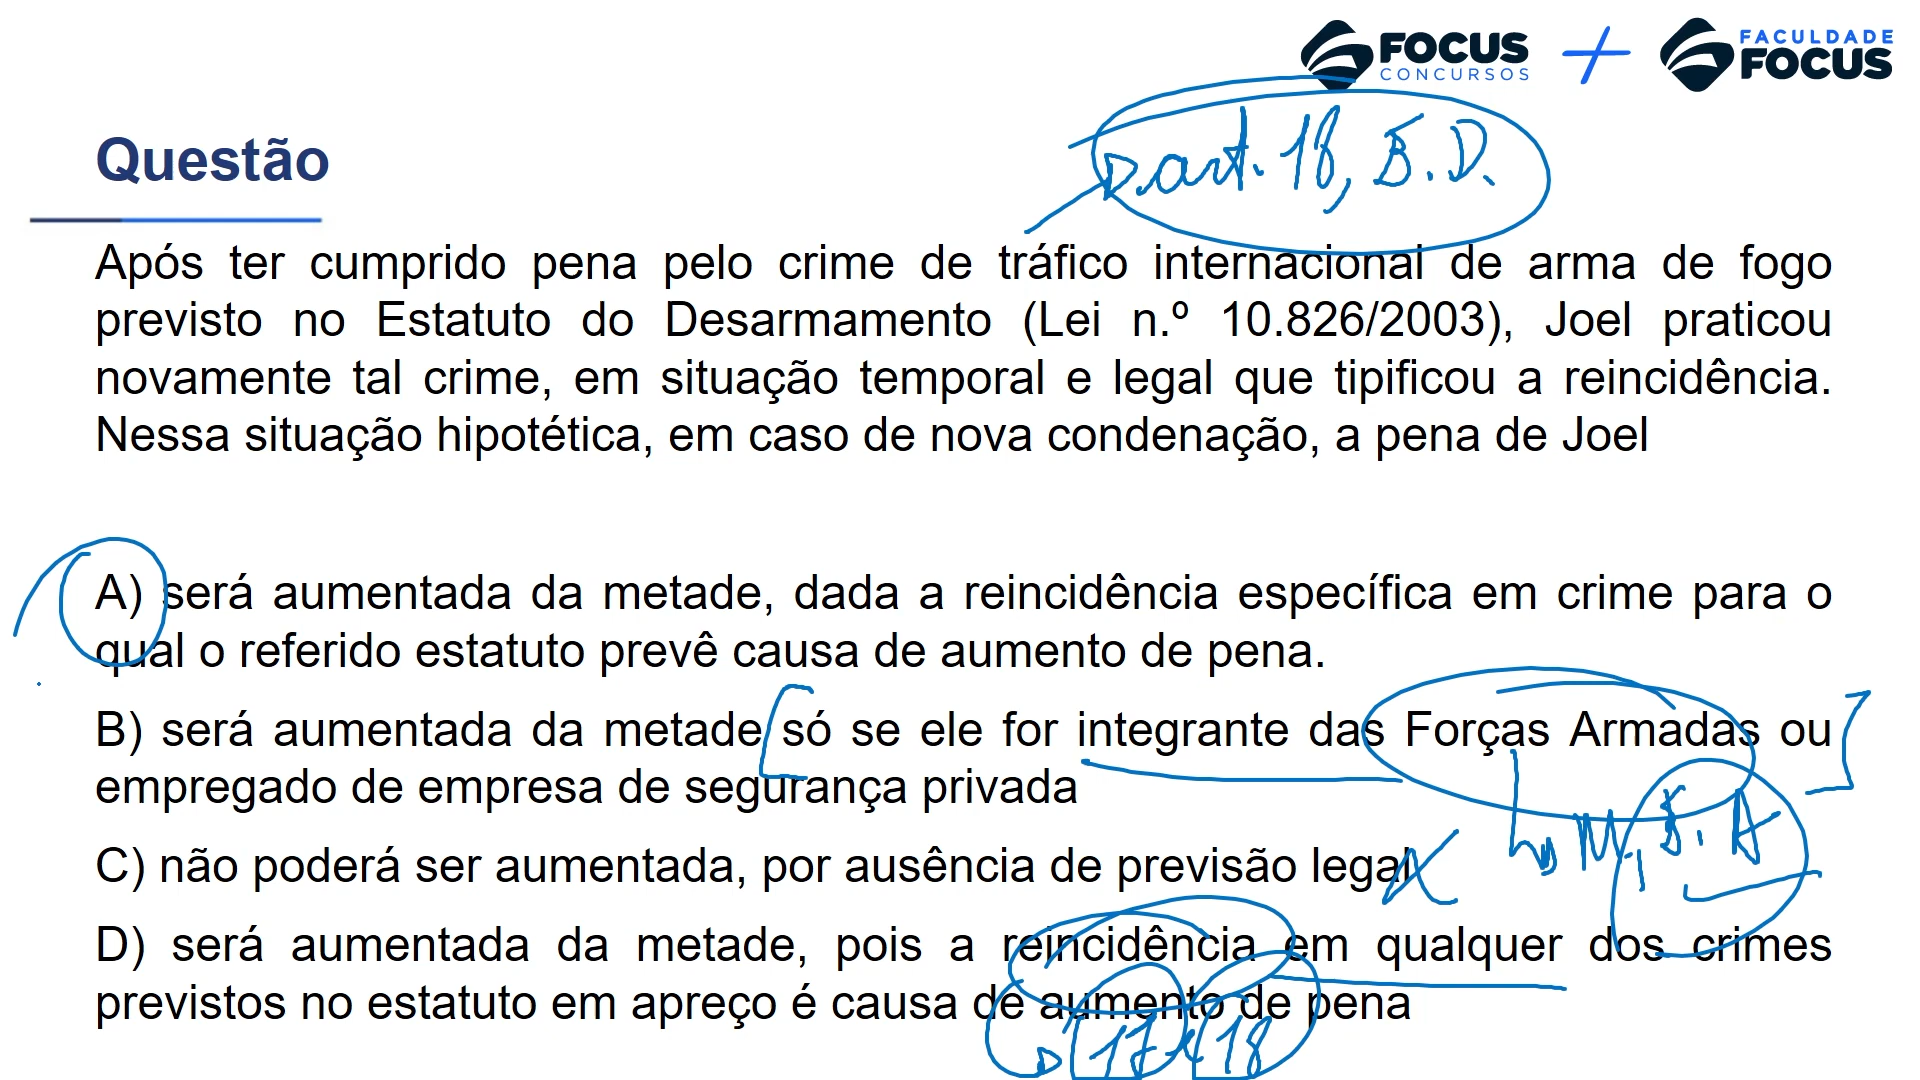 FOCUS
CONCURSOS
FACULDADE
FOCUS
art. 18, E.D.
Questão
Após ter cumprido pena pelo crime de tráfico internacional de arma de fogo
previsto no Estatuto do Desarmamento (Lei n.º 10.826/2003), Joel praticou
novamente tal crime, em situação temporal e legal que tipificou a reincidência.
Nessa situação hipotética, em caso de nova condenação, a pena de Joel
A) será aumentada da metade, dada a reincidência específica em crime para o
qual o referido estatuto prevê causa de aumento de pena.
B) será aumentada da metade só se ele for integrante das Forças Armadas ou
empregado de empresa de segurança privada
C) não poderá ser aumentada, por ausência de previsão legal
D) será aumentada da metade, pois a reincidência em qualquer dos crimes
previstos no estatuto em apreço é causa de aumento de pena
17 18